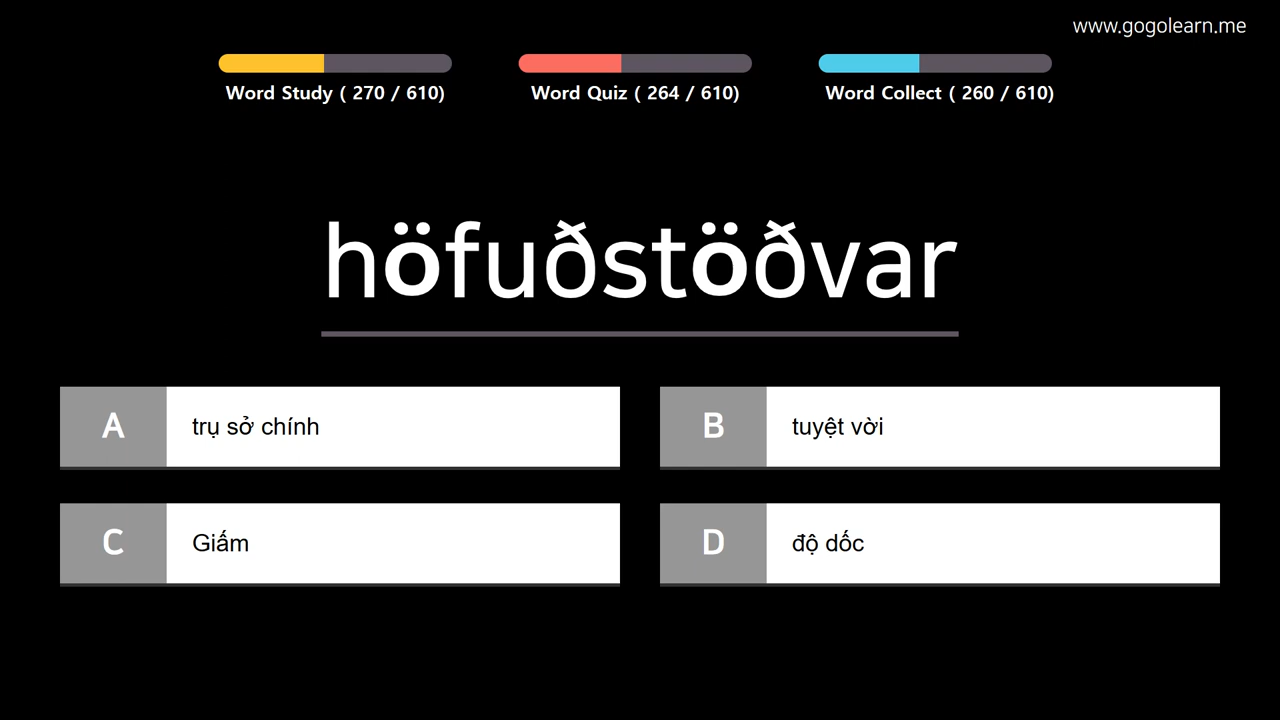 www.gogolearn.me
Word Study ( 270 / 610)
Word Quiz ( 264 / 610)
Word Collect ( 260 / 610)
höfuðstöðvar
A trụ sở chính
B tuyệt vời
C Giấm
D độ dốc